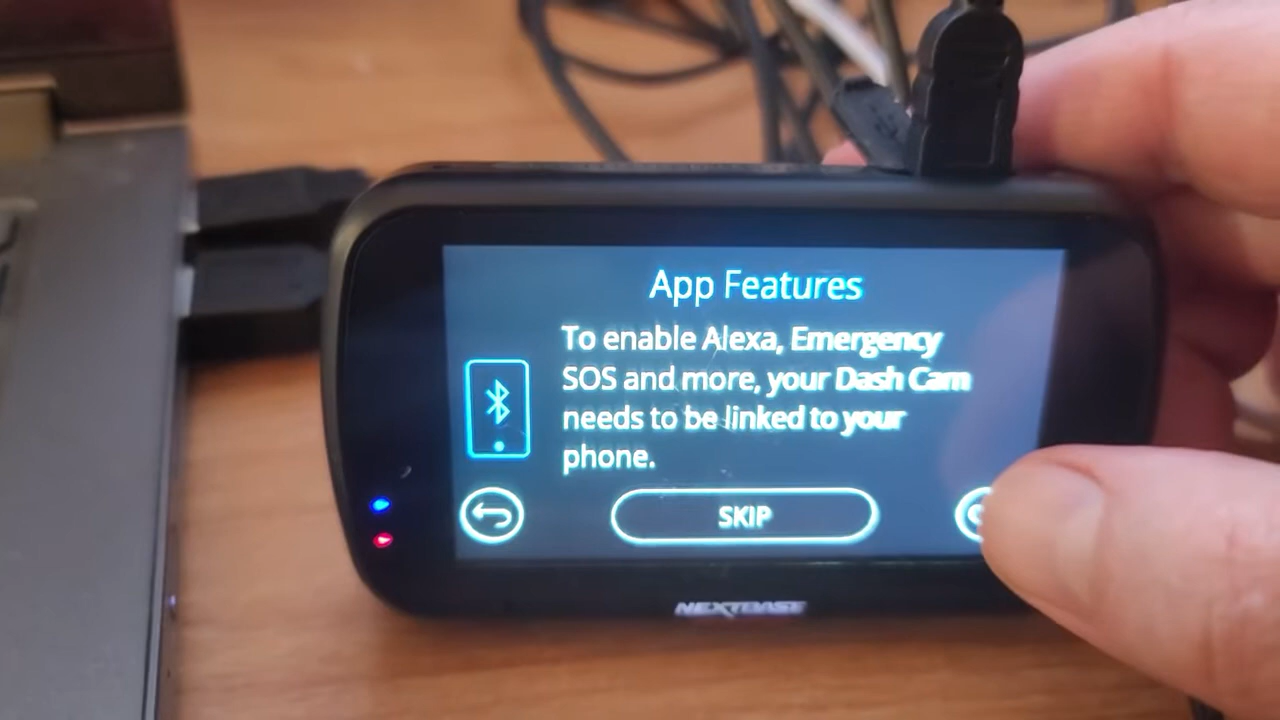 App Features
To enable Alexa, Emergency
SOS and more, your Dash Cam
needs to be linked to your
phone.
SKIP
NEXTBASE